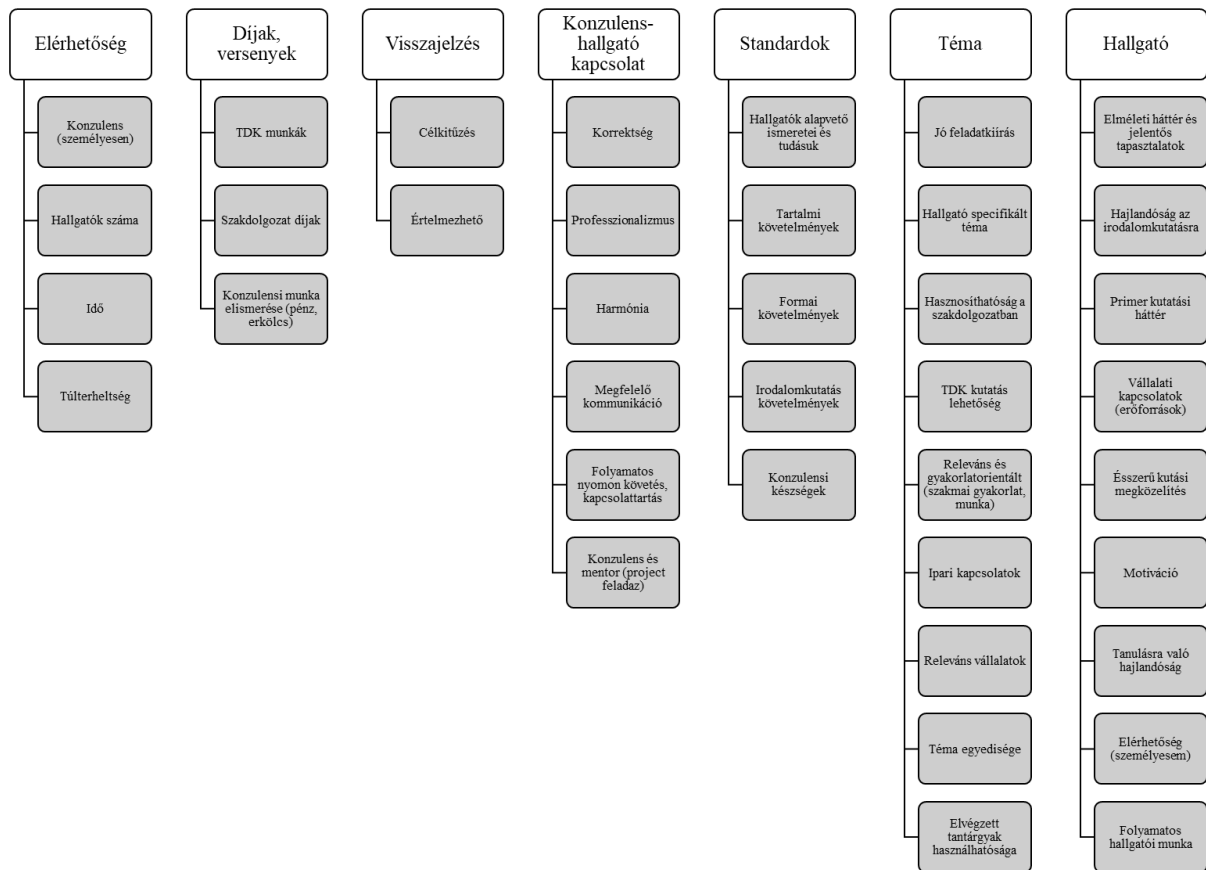 Elérhetőség
Konzulens
(személyesen)
Hallgatók száma
Idő
Túlterheltség
Díjak,
versenyek
TDK munkák
Szakdolgozat díjak
Konzulensi munka
elismerése (pénz,
erkölcs)
Visszajelzés
Célkitűzés
Értelmezhető
Konzulens-
hallgató
kapcsolat
Korrektség
Professzionalizmus
Harmónia
Megfelelő
kommunikáció
Folyamatos
nyomon követés,
kapcsolattartás
Konzulens és
mentor (project
feladaz)
Standardok
Hallgatók alapvető
ismeretei és
tudásuk
Tartalmi
követelmények
Formai
követelmények
Irodalomkutatás
követelmények
Konzulensi
készségek
Téma
Jó feladatkiírás
Hallgató specifikált
téma
Hasznosíthatóság a
szakdolgozatban
TDK kutatás
lehetőség
Releváns és
gyakorlatorientált
(szakmai gyakorlat,
munka)
Ipari kapcsolatok
Releváns vállalatok
Téma egyedisége
Elvégzett
tantárgyak
használhatósága
Hallgató
Elméleti háttér és
jelentős
tapasztalatok
Hajlandóság az
irodalomkutatásra
Primer kutatási
háttér
Vállalati
kapcsolatok
(erőforrások)
Ésszerű kutási
megközelítés
Motiváció
Tanulásra való
hajlandóság
Elérhetőség
(személyesem)
Folyamatos
hallgatói munka